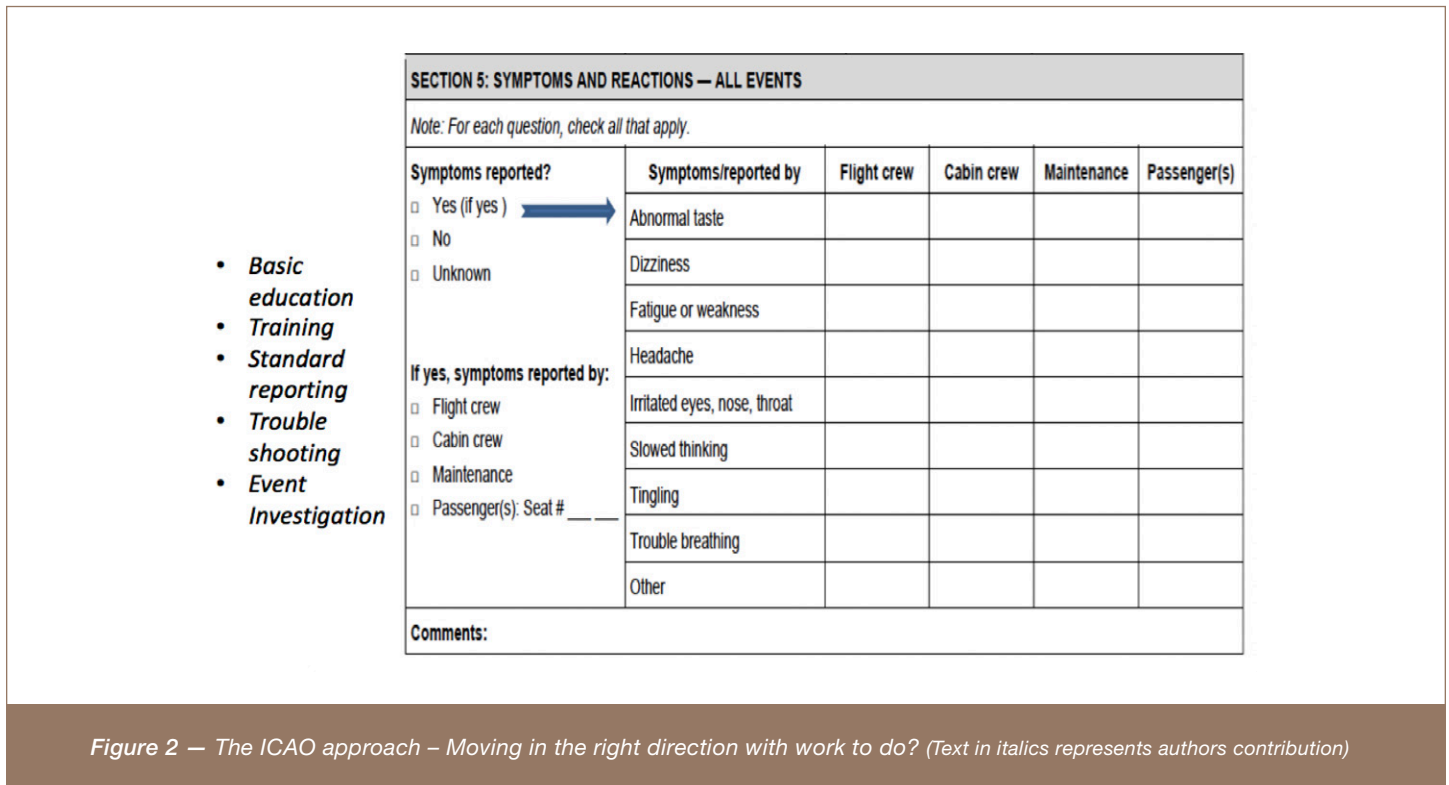 SECTION 5: SYMPTOMS AND REACTIONS — ALL EVENTS
Note: For each question, check all that apply.
Symptoms reported?
□ Yes (if yes )
□ No
□ Unknown
If yes, symptoms reported by:
□ Flight crew
□ Cabin crew
□ Maintenance
□ Passenger(s): Seat # __ __
Symptoms/reported by Flight crew Cabin crew Maintenance Passenger(s)
Abnormal taste
Dizziness
Fatigue or weakness
Headache
Irritated eyes, nose, throat
Slowed thinking
Tingling
Trouble breathing
Other
Comments:
• Basic
education
• Training
• Standard
reporting
• Trouble
shooting
• Event
Investigation
Figure 2 — The ICAO approach – Moving in the right direction with work to do? (Text in italics represents authors contribution)